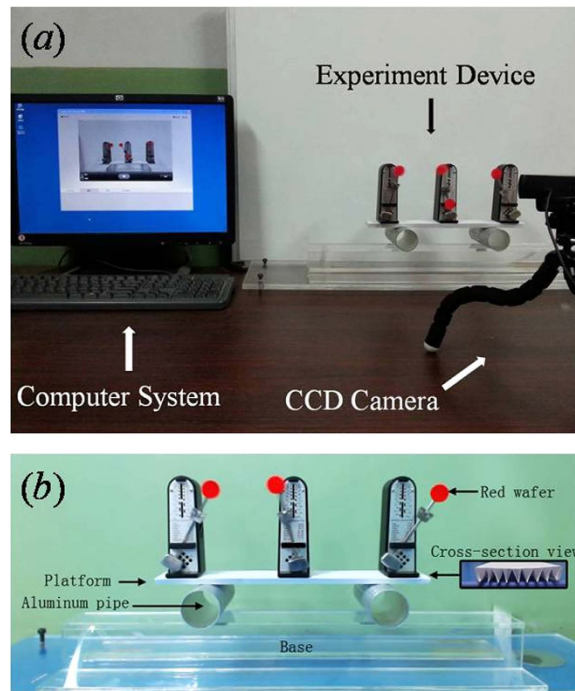 (a)
Experiment
Device
Computer
System
CCD Camera
(b)
Red wafer
Cross-section view
Platform
Aluminum pipe
Base